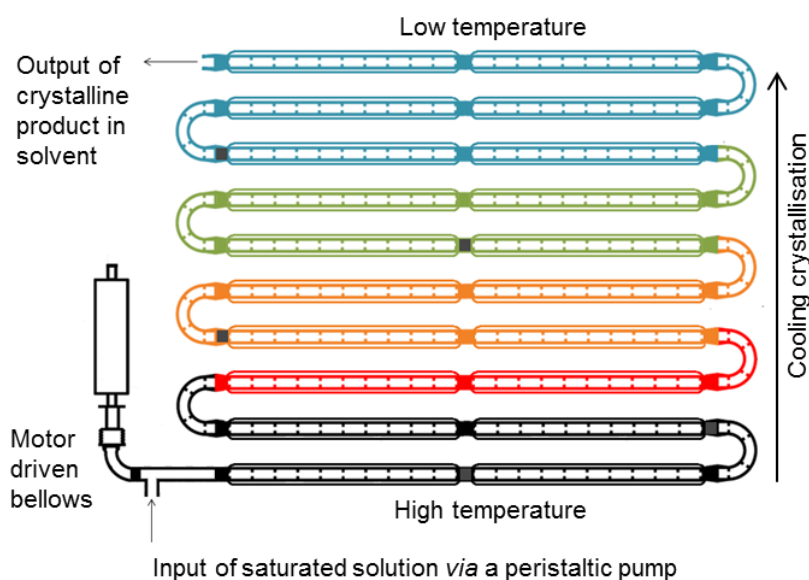 Low temperature
Output of
crystalline
product in
solvent
Cooling crystallisation
Motor
driven
bellows
High temperature
Input of saturated solution via a peristaltic pump